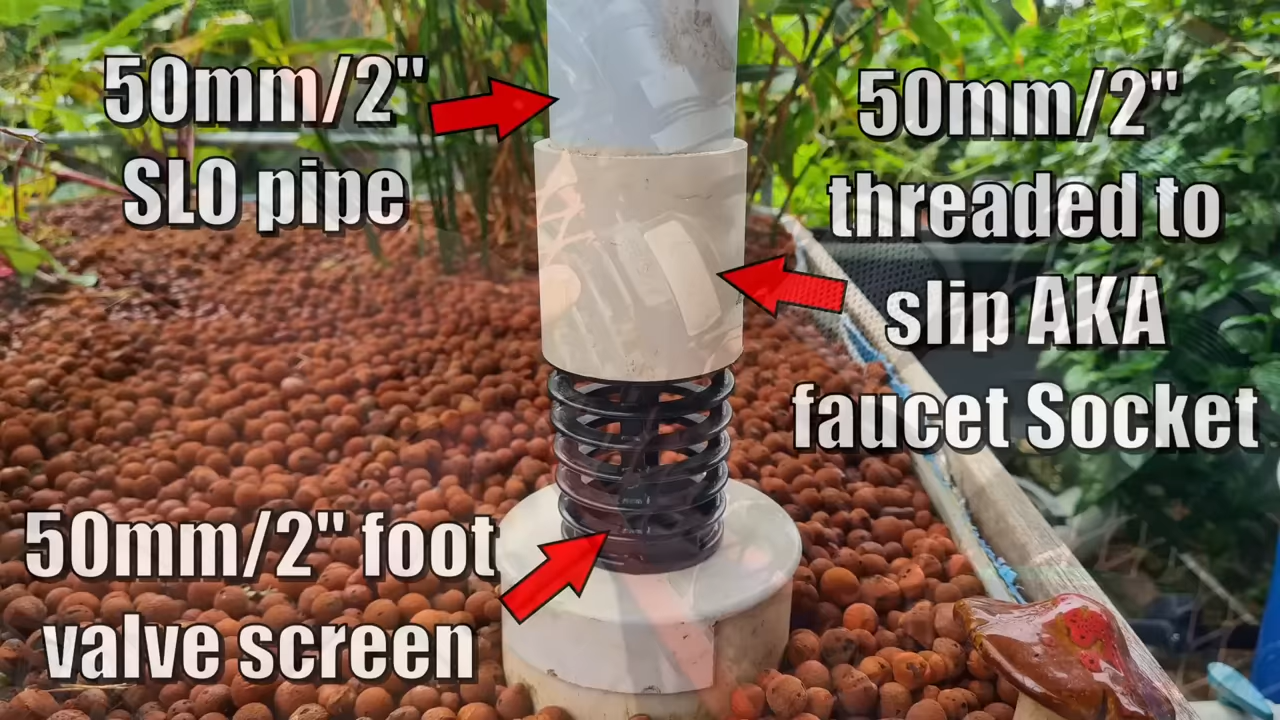 50mm/2"
SLO pipe
50mm/2"
threaded to
slip AKA
faucet Socket
50mm/2" foot
valve screen